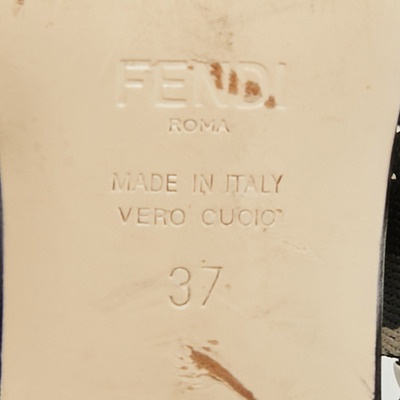 FENDI
ROMA
MADE IN ITALY
VERO CUOIO
37